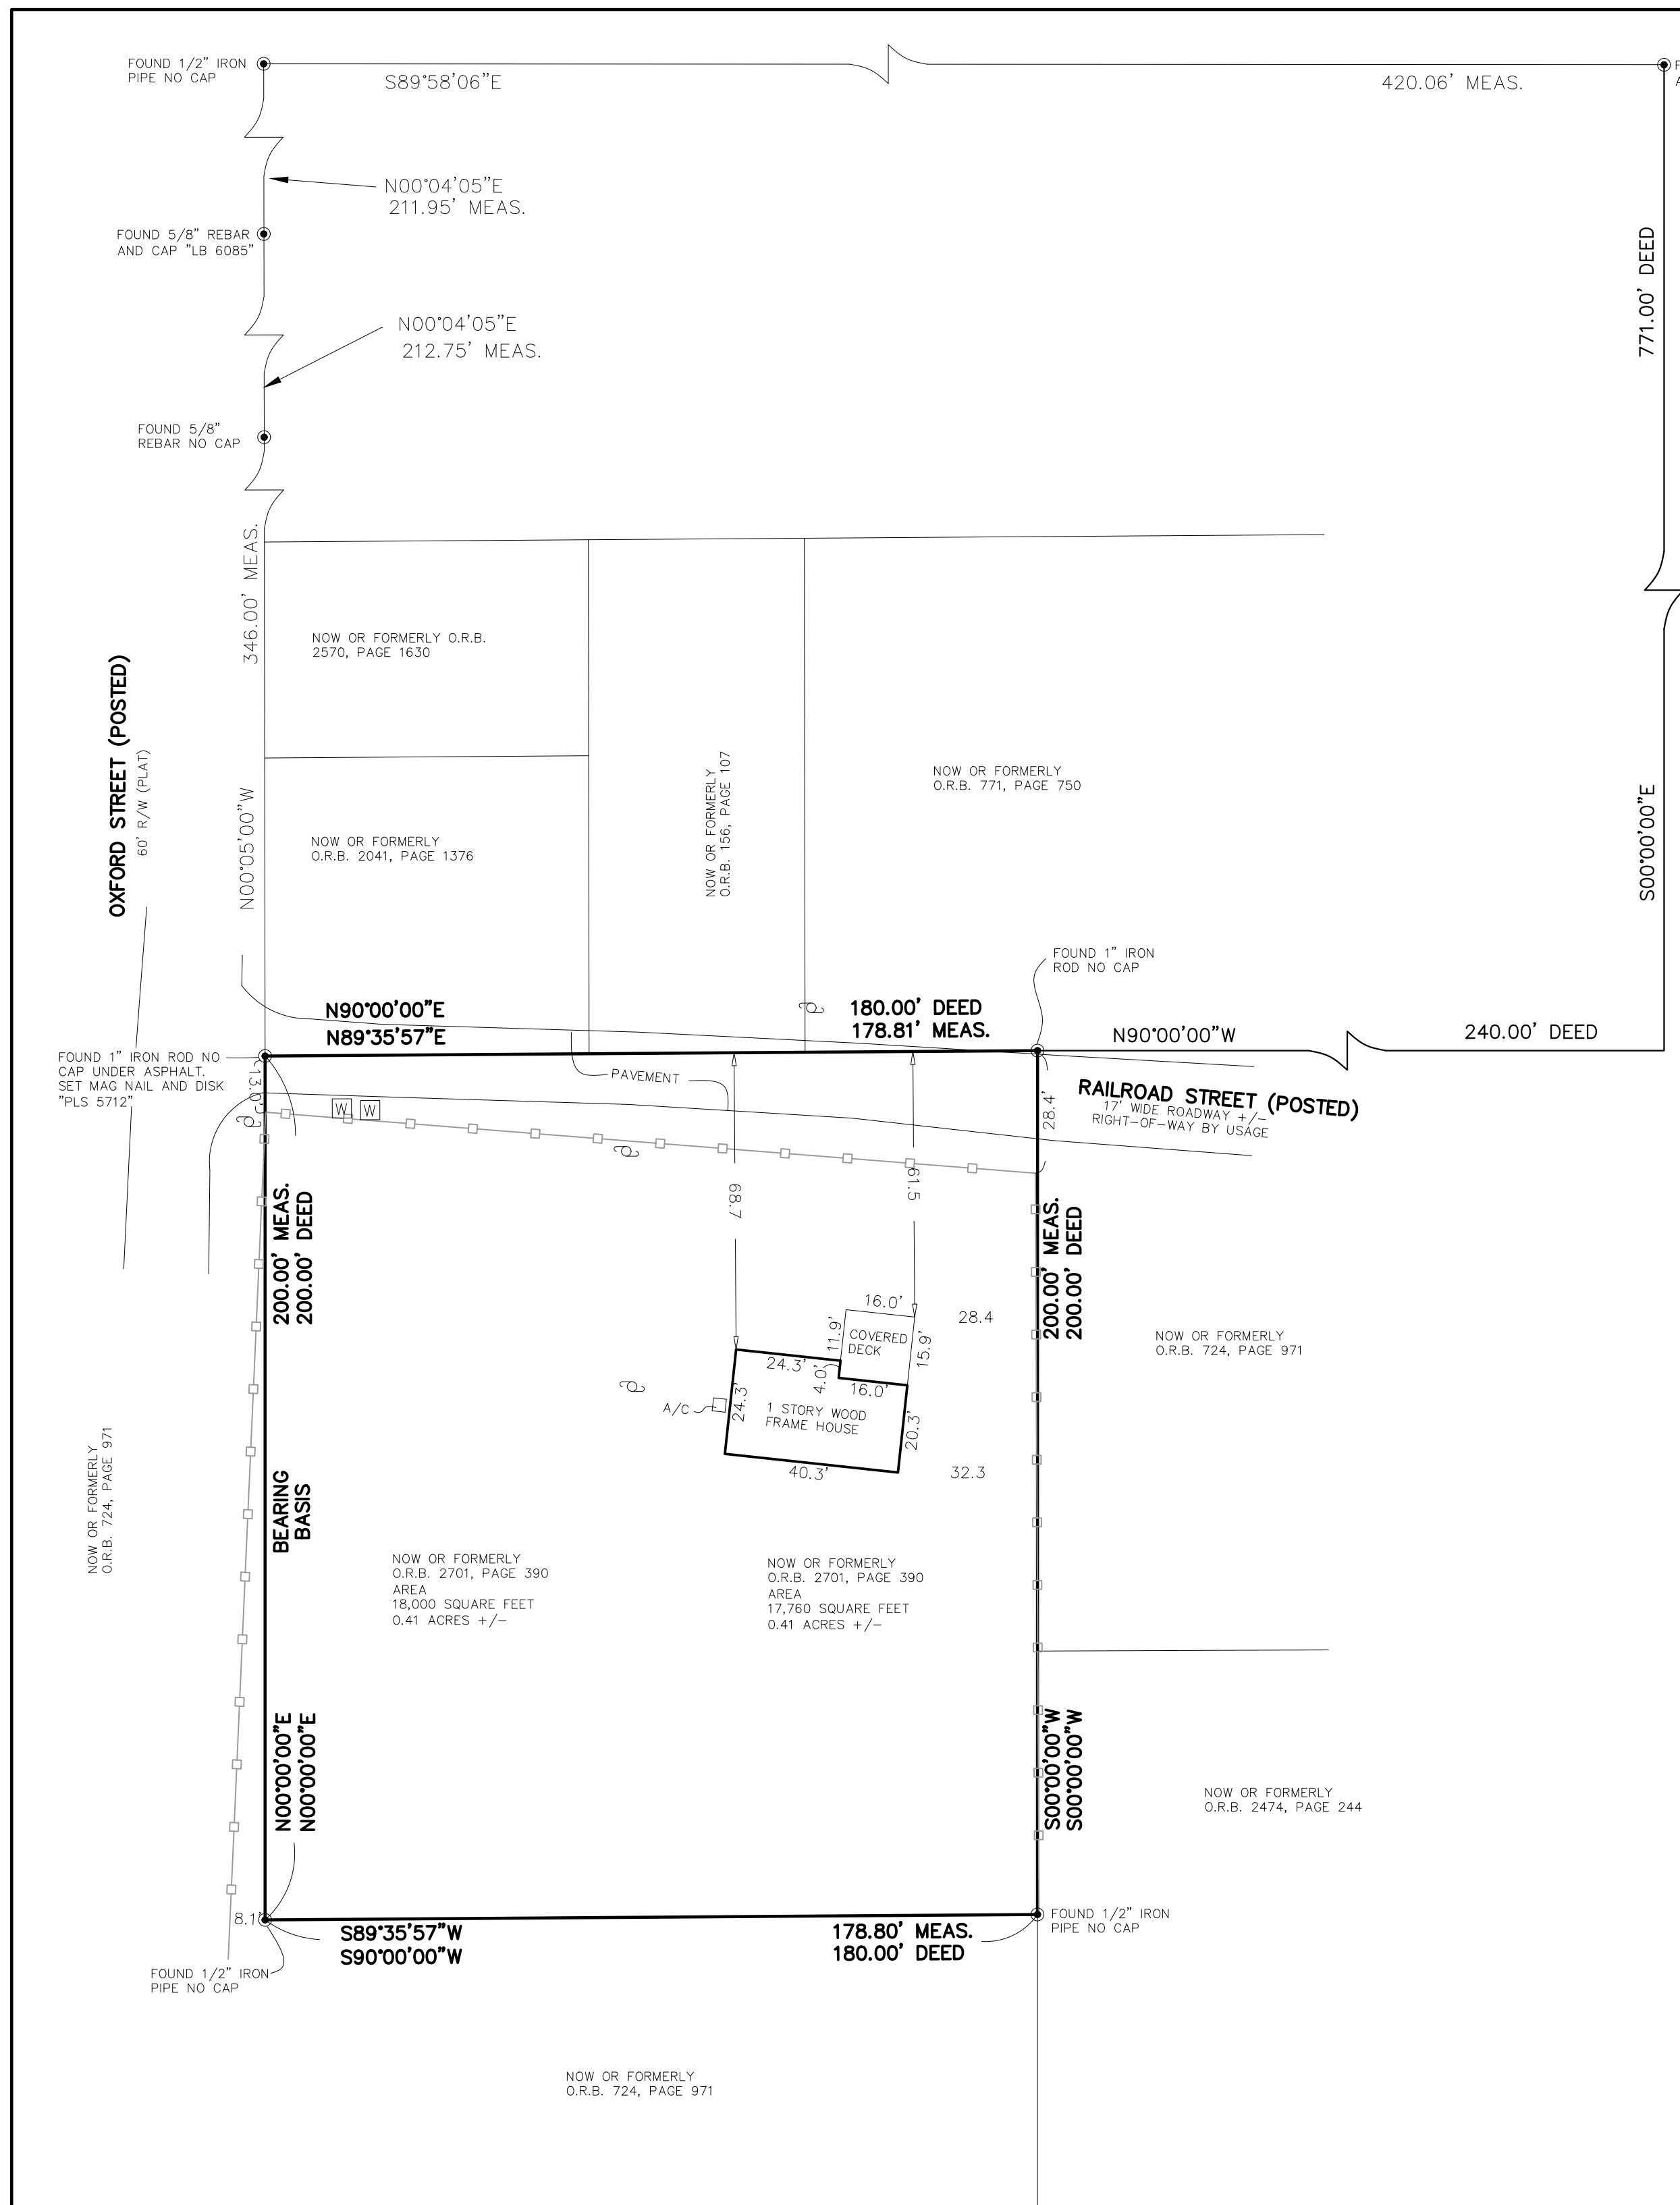 FOUND 1/2" IRON
PIPE NO CAP
S89°58'06"E
420.06' MEAS.
N00°04'05"E
211.95' MEAS.
FOUND 5/8" REBAR
AND CAP "LB 6085"
N00°04'05"E
212.75' MEAS.
FOUND 5/8"
REBAR NO CAP
771.00' DEED
S00°00'00"E
346.00' MEAS.
N00°05'00"W
OXFORD STREET (POSTED)
60' R/W (PLAT)
NOW OR FORMERLY O.R.B.
2570, PAGE 1630
NOW OR FORMERLY
O.R.B. 2041, PAGE 1376
NOW OR FORMERLY
O.R.B. 156, PAGE 107
NOW OR FORMERLY
O.R.B. 771, PAGE 750
FOUND 1" IRON
ROD NO CAP
N90°00'00"E
N89°35'57"E
180.00' DEED
178.81' MEAS.
N90°00'00"W
240.00' DEED
FOUND 1" IRON ROD NO
CAP UNDER ASPHALT.
SET MAG NAIL AND DISK
"PLS 5712"
13.0'
W
W
PAVEMENT
28.4'
RAILROAD STREET (POSTED)
17' WIDE ROADWAY +/-
RIGHT-OF-WAY BY USAGE
68.7
61.5
200.00' MEAS.
200.00' DEED
200.00' MEAS.
200.00' DEED
16.0'
28.4
11.9'
COVERED
DECK
15.9'
24.3'
4.0'
16.0'
24.3'
A/C
1 STORY WOOD
FRAME HOUSE
20.3'
40.3'
32.3
NOW OR FORMERLY
O.R.B. 724, PAGE 971
NOW OR FORMERLY
O.R.B. 724, PAGE 971
BEARING
BASIS
NOW OR FORMERLY
O.R.B. 2701, PAGE 390
AREA
18,000 SQUARE FEET
0.41 ACRES +/-
NOW OR FORMERLY
O.R.B. 2701, PAGE 390
AREA
17,760 SQUARE FEET
0.41 ACRES +/-
N00°00'00"E
N00°00'00"E
S00°00'00"W
S00°00'00"W
NOW OR FORMERLY
O.R.B. 2474, PAGE 244
8.1'
S89°35'57"W
S90°00'00"W
178.80' MEAS.
180.00' DEED
FOUND 1/2" IRON
PIPE NO CAP
FOUND 1/2" IRON
PIPE NO CAP
NOW OR FORMERLY
O.R.B. 724, PAGE 971